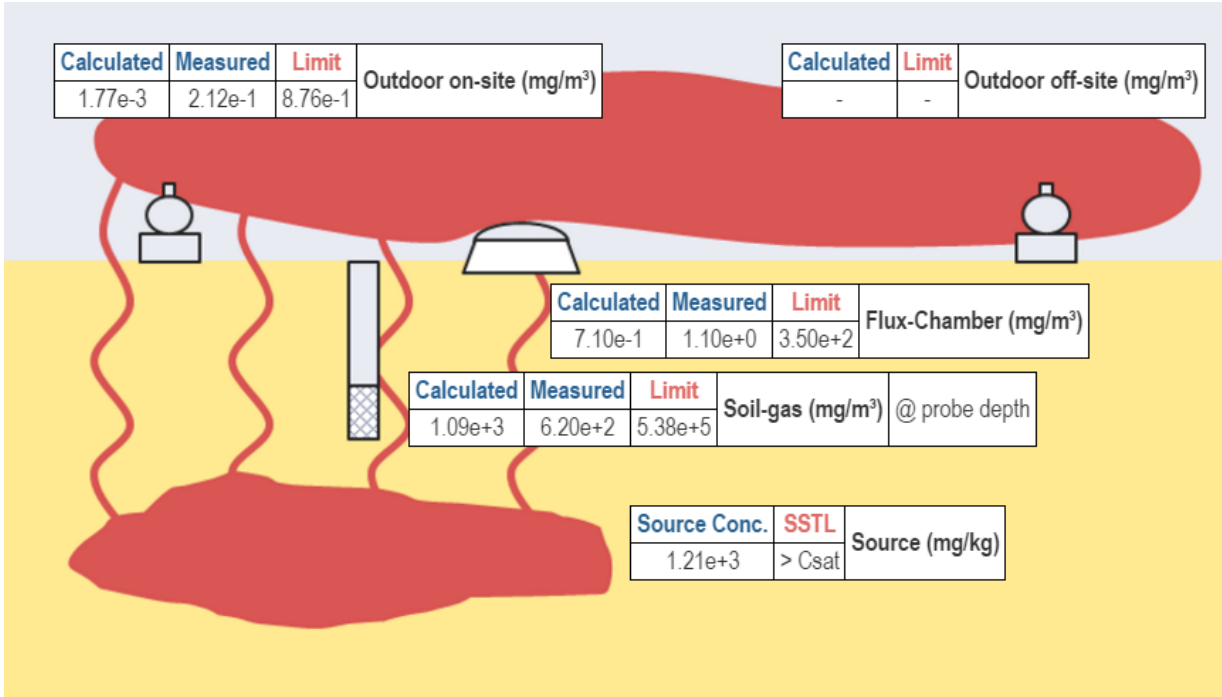 Calculated Measured Limit Outdoor on-site (mg/m³)
1.77e-3 2.12e-1 8.76e-1
Calculated Limit Outdoor off-site (mg/m³)
- -
Calculated Measured Limit Flux-Chamber (mg/m³)
7.10e-1 1.10e+0 3.50e+2
Calculated Measured Limit Soil-gas (mg/m³) @ probe depth
1.09e+3 6.20e+2 5.38e+5
Source Conc. SSTL Source (mg/kg)
1.21e+3 > Csat